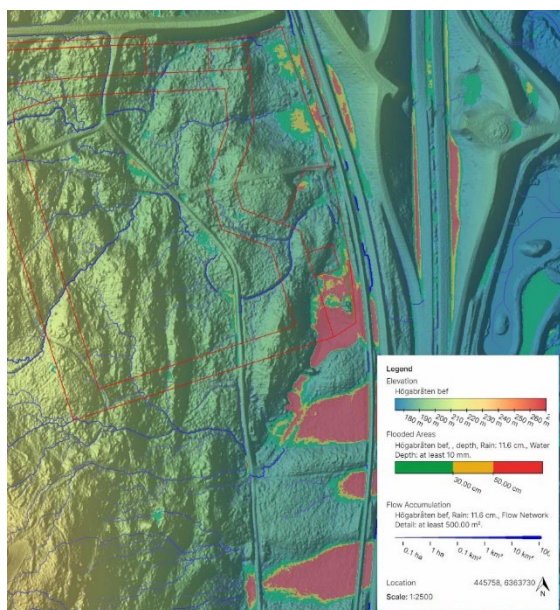 Legend
Elevation
Högabråten bef
180 m 190 m 200 m 210 m 220 m 230 m 240 m 250 m 260 m
Flooded Areas
Högabråten bef, , depth, Rain: 11.6 cm., Water
Depth: at least 10 mm.
30.00 cm 50.00 cm
Flow Accumulation
Högabråten bef, Rain: 11.6 cm., Flow Network
Detail: at least 500.00 m².
0.1 ha 1 ha 0.1 km² 1 km² 10 km²
Location 445758, 6363730
Scale: 1:2500